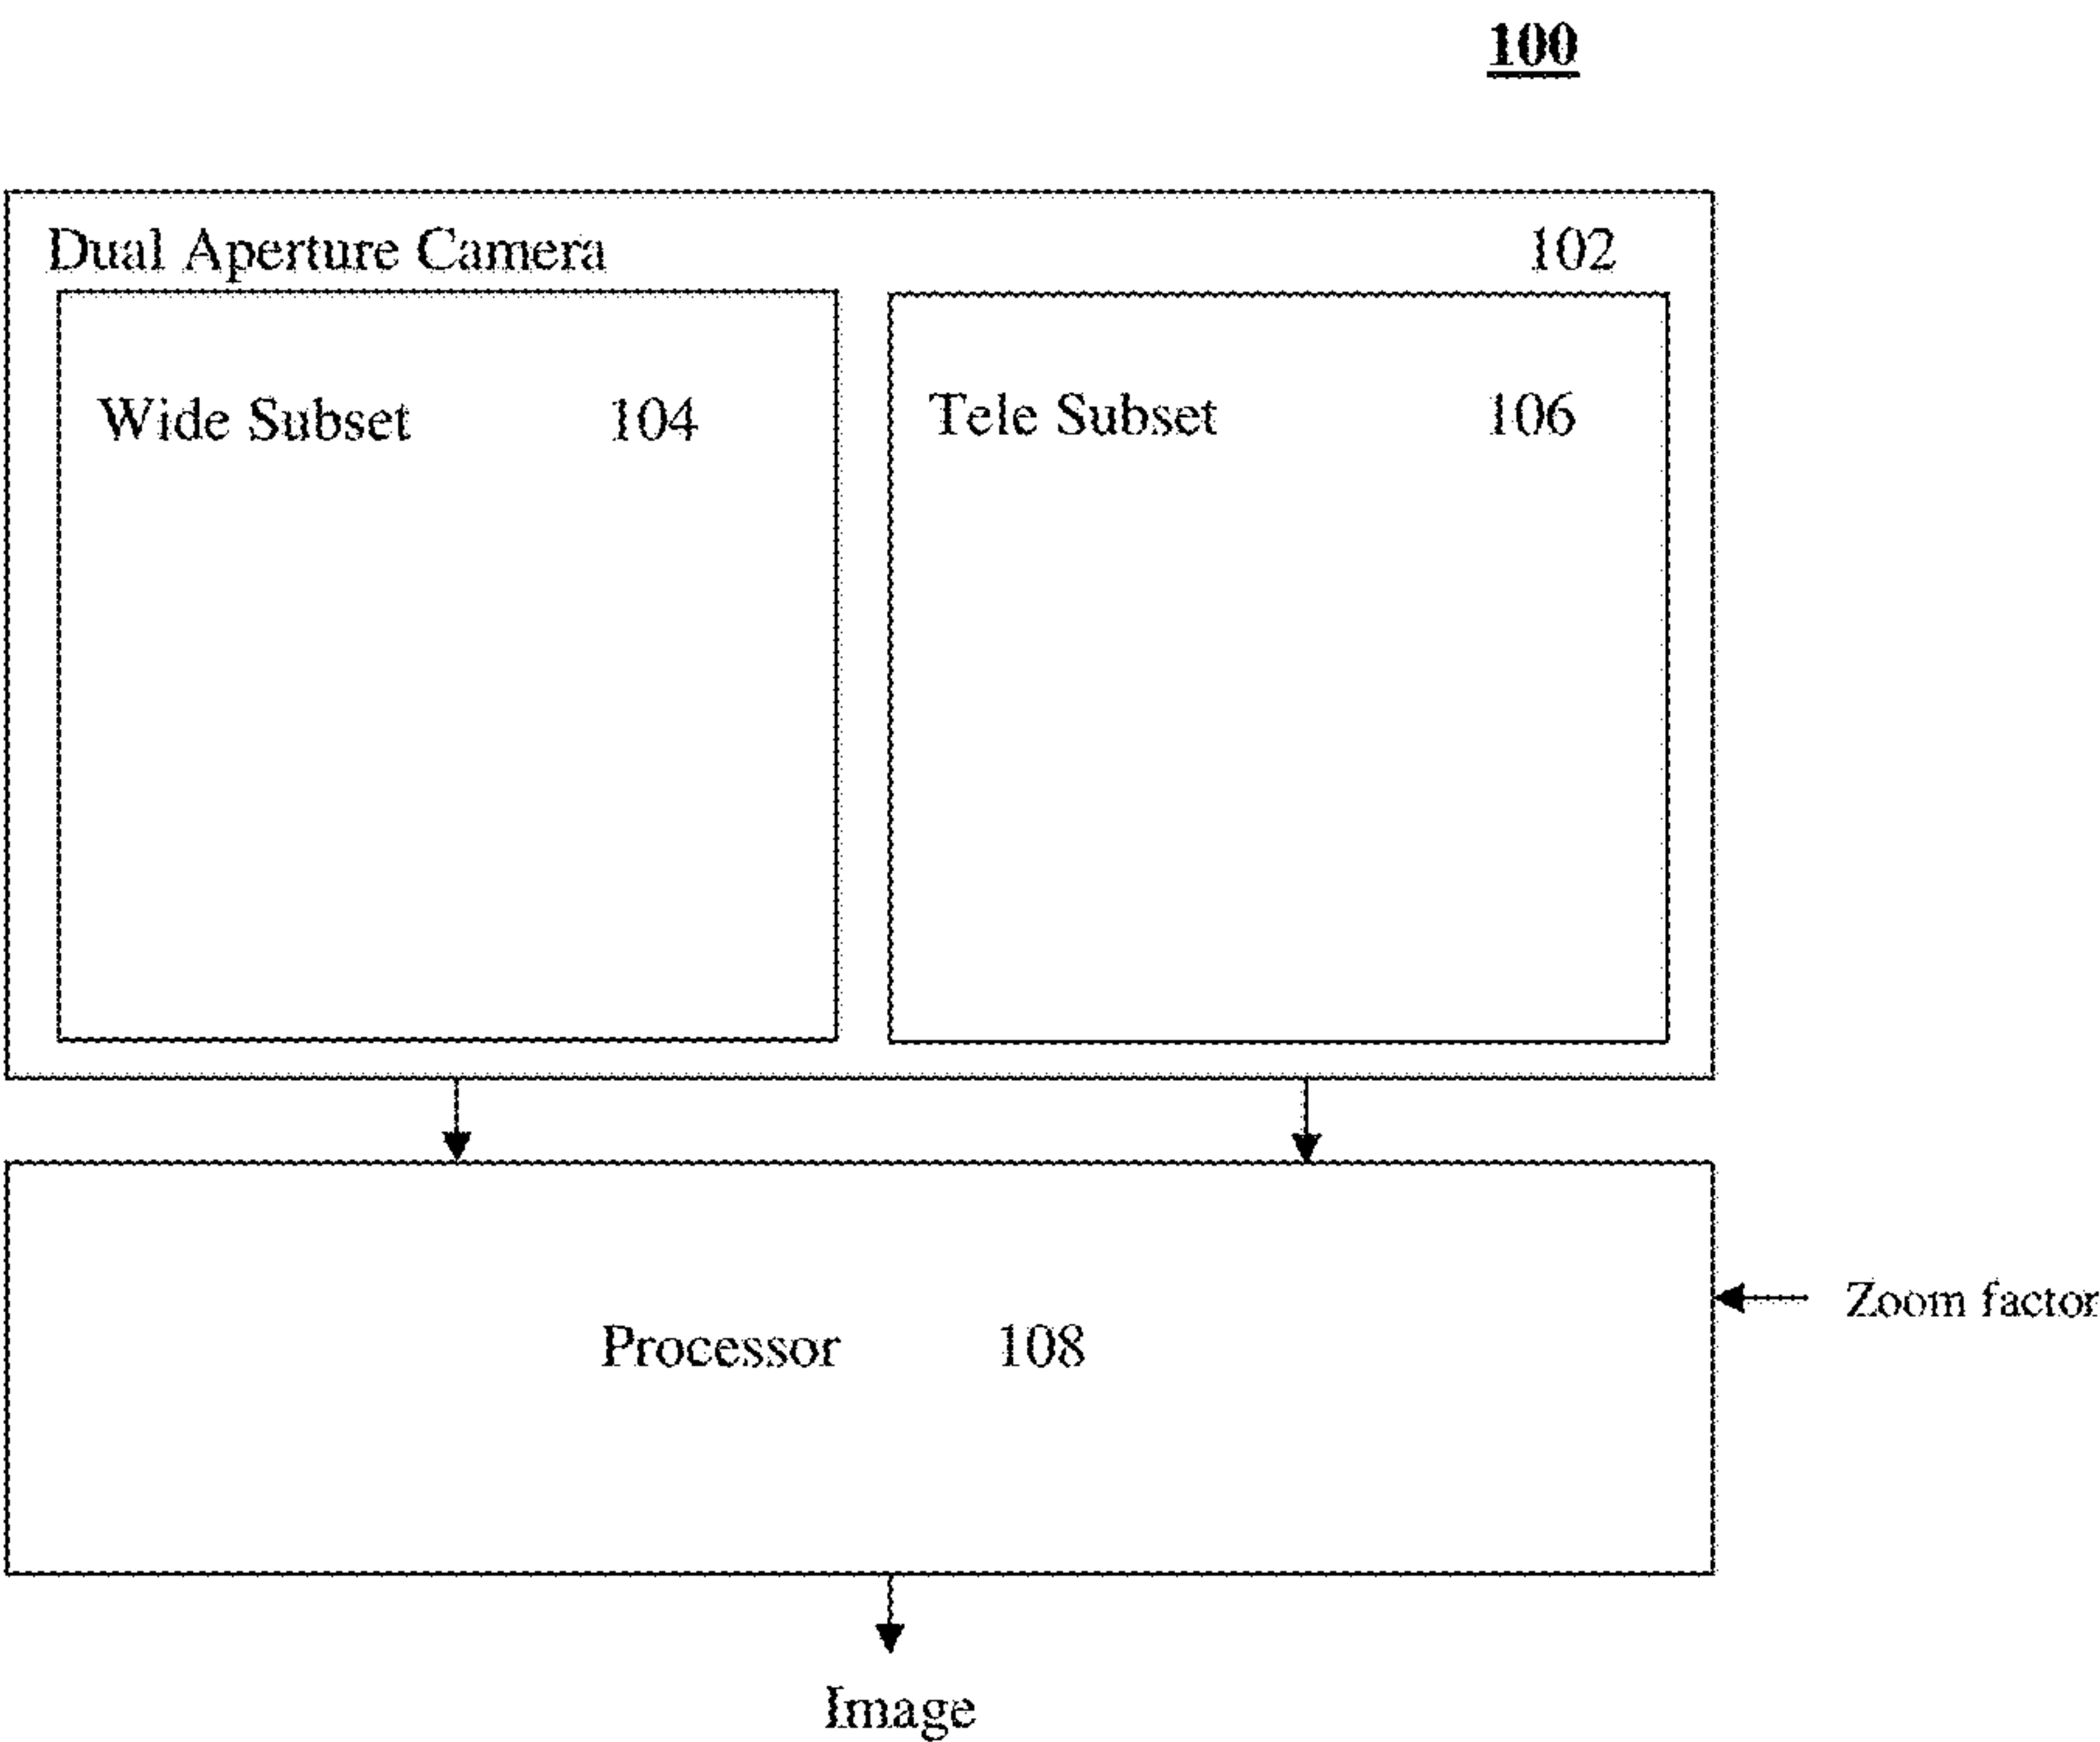 100
Dual Aperture Camera 102
Wide Subset 104
Tele Subset 106
Processor 108
Zoom factor
Image